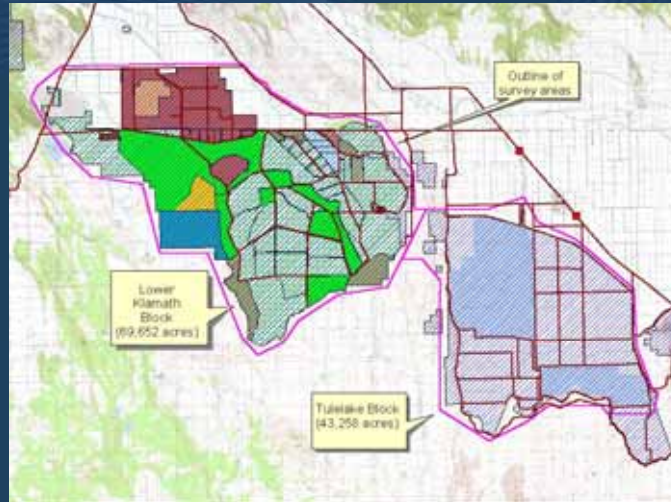 Outline of
survey areas
Lower
Klamath
Block
(69,652 acres)
Tulelake Block
(43,258 acres)